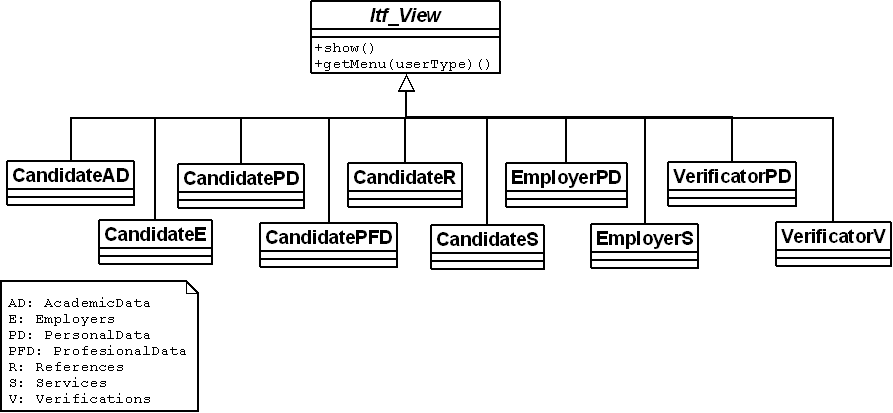 Itf_View
+show()
+getMenu(userType)()
CandidateAD
CandidatePD
CandidateR
EmployerPD
VerificatorPD
CandidateE
CandidatePFD
CandidateS
EmployerS
VerificatorV
AD: AcademicData
E: Employers
PD: PersonalData
PFD: ProfesionalData
R: References
S: Services
V: Verifications